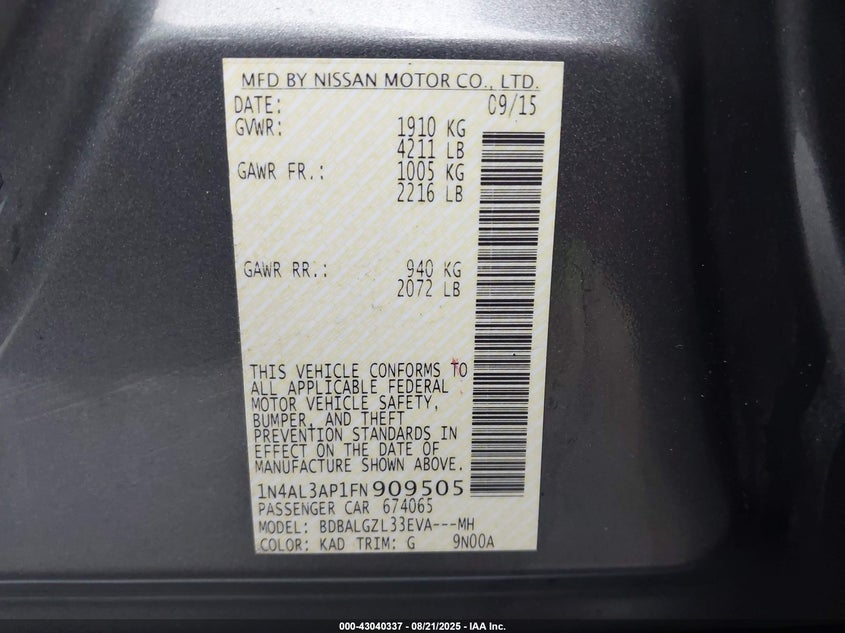 MFD BY NISSAN MOTOR CO., LTD.
DATE: 09/15
GVWR: 1910 KG
4211 LB
GAWR FR.: 1005 KG
2216 LB
GAWR RR.: 940 KG
2072 LB
THIS VEHICLE CONFORMS TO
ALL APPLICABLE FEDERAL
MOTOR VEHICLE SAFETY,
BUMPER, AND THEFT
PREVENTION STANDARDS IN
EFFECT ON THE DATE OF
MANUFACTURE SHOWN ABOVE.
1N4AL3AP1FN909505
PASSENGER CAR 674065
MODEL: BDBALGZL33EVA---MH
COLOR: KAD TRIM: G 9N00A
000-43040337 - 08/21/2025 - IAA Inc.